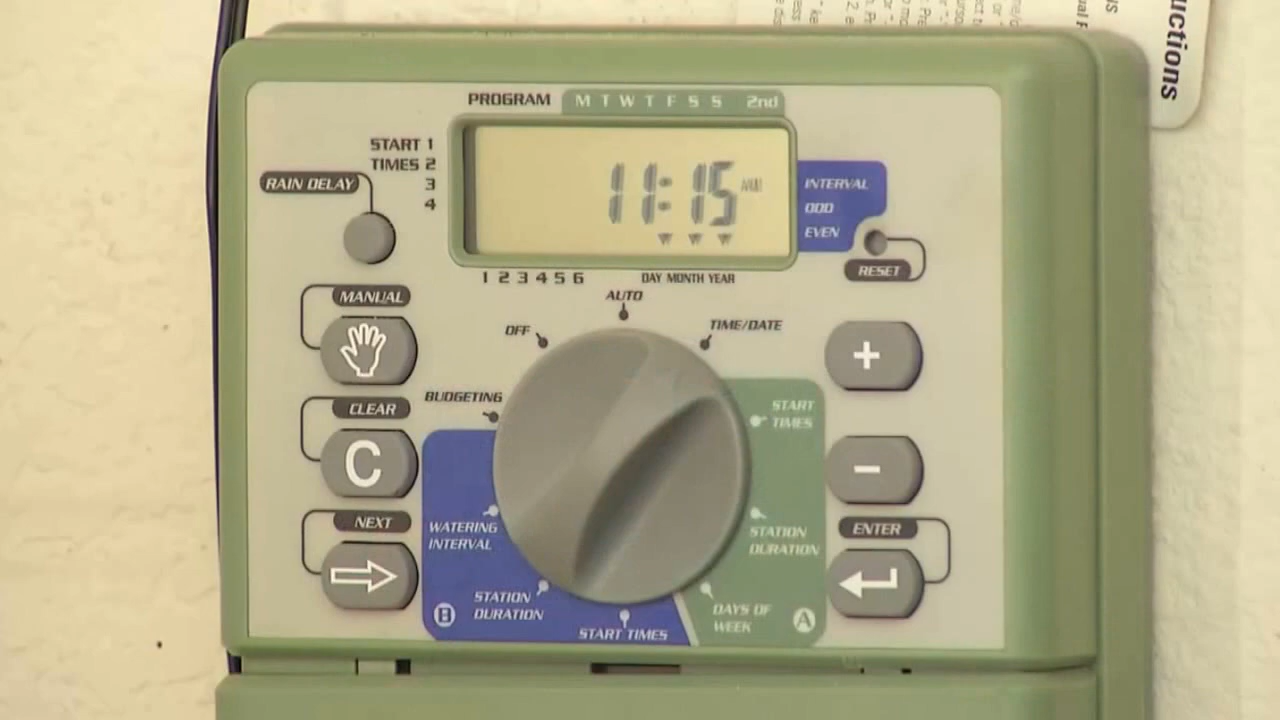 uctions
PROGRAM M T W T F S S 2nd
START 1
TIMES 2
3
4
RAIN DELAY
11:15
INTERVAL
ODD
EVEN
RESET
1 2 3 4 5 6
DAY MONTH YEAR
MANUAL
AUTO
OFF
TIME/DATE
+
BUDGETING
CLEAR
C
START
TIMES
-
NEXT
WATERING
INTERVAL
STATION
DURATION
ENTER
STATION
DURATION
B
START TIMES
DAYS OF
WEEK
A